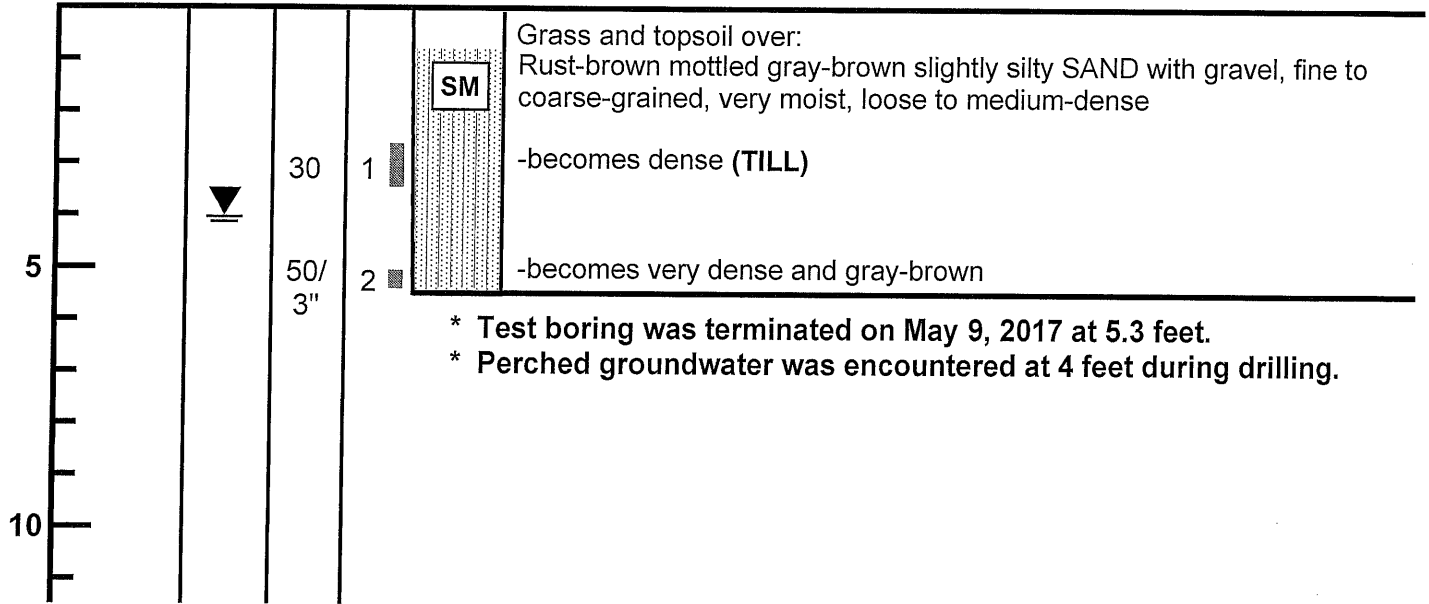 Grass and topsoil over:
Rust-brown mottled gray-brown slightly silty SAND with gravel, fine to
coarse-grained, very moist, loose to medium-dense
SM
30
1
-becomes dense (TILL)
5
50/
3"
2
-becomes very dense and gray-brown
* Test boring was terminated on May 9, 2017 at 5.3 feet.
* Perched groundwater was encountered at 4 feet during drilling.
10